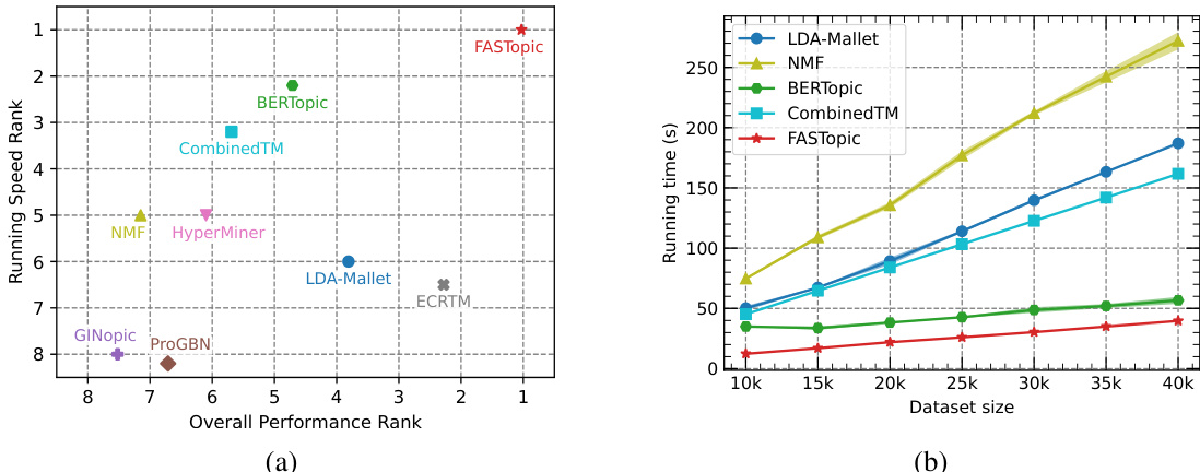 1
2
3
4
5
6
7
8
Running Speed Rank
FASTopic
BERTopic
CombinedTM
NMF
HyperMiner
LDA-Mallet
ECRTM
GINopic
ProGBN
8 7 6 5 4 3 2 1
Overall Performance Rank
(a)
LDA-Mallet
NMF
BERTopic
CombinedTM
FASTopic
250
200
150
100
50
0
Running time (s)
10k 15k 20k 25k 30k 35k 40k
Dataset size
(b)